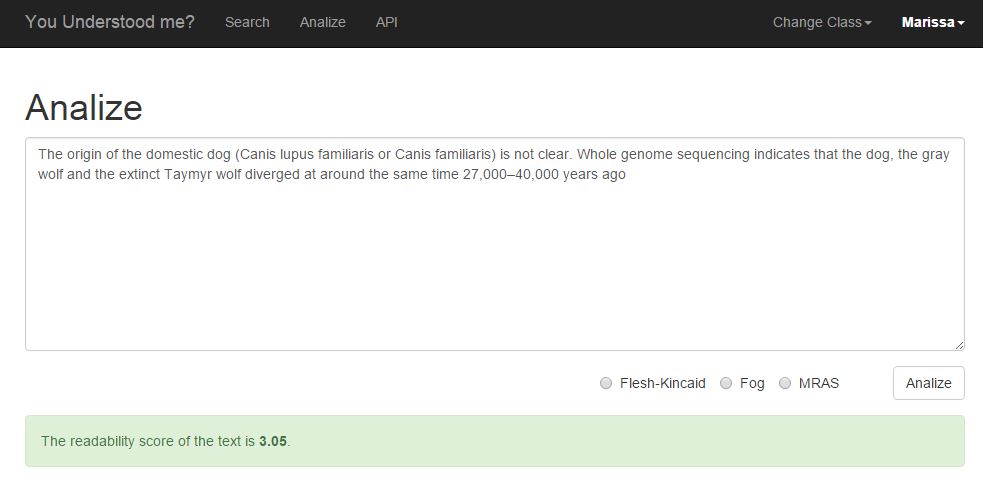 You Understood me? Search Analize API Change Class Marissa
Analize
The origin of the domestic dog (Canis lupus familiaris or Canis familiaris) is not clear. Whole genome sequencing indicates that the dog, the gray
wolf and the extinct Taymyr wolf diverged at around the same time 27,000–40,000 years ago
Flesh-Kincaid Fog MRAS Analize
The readability score of the text is 3.05.